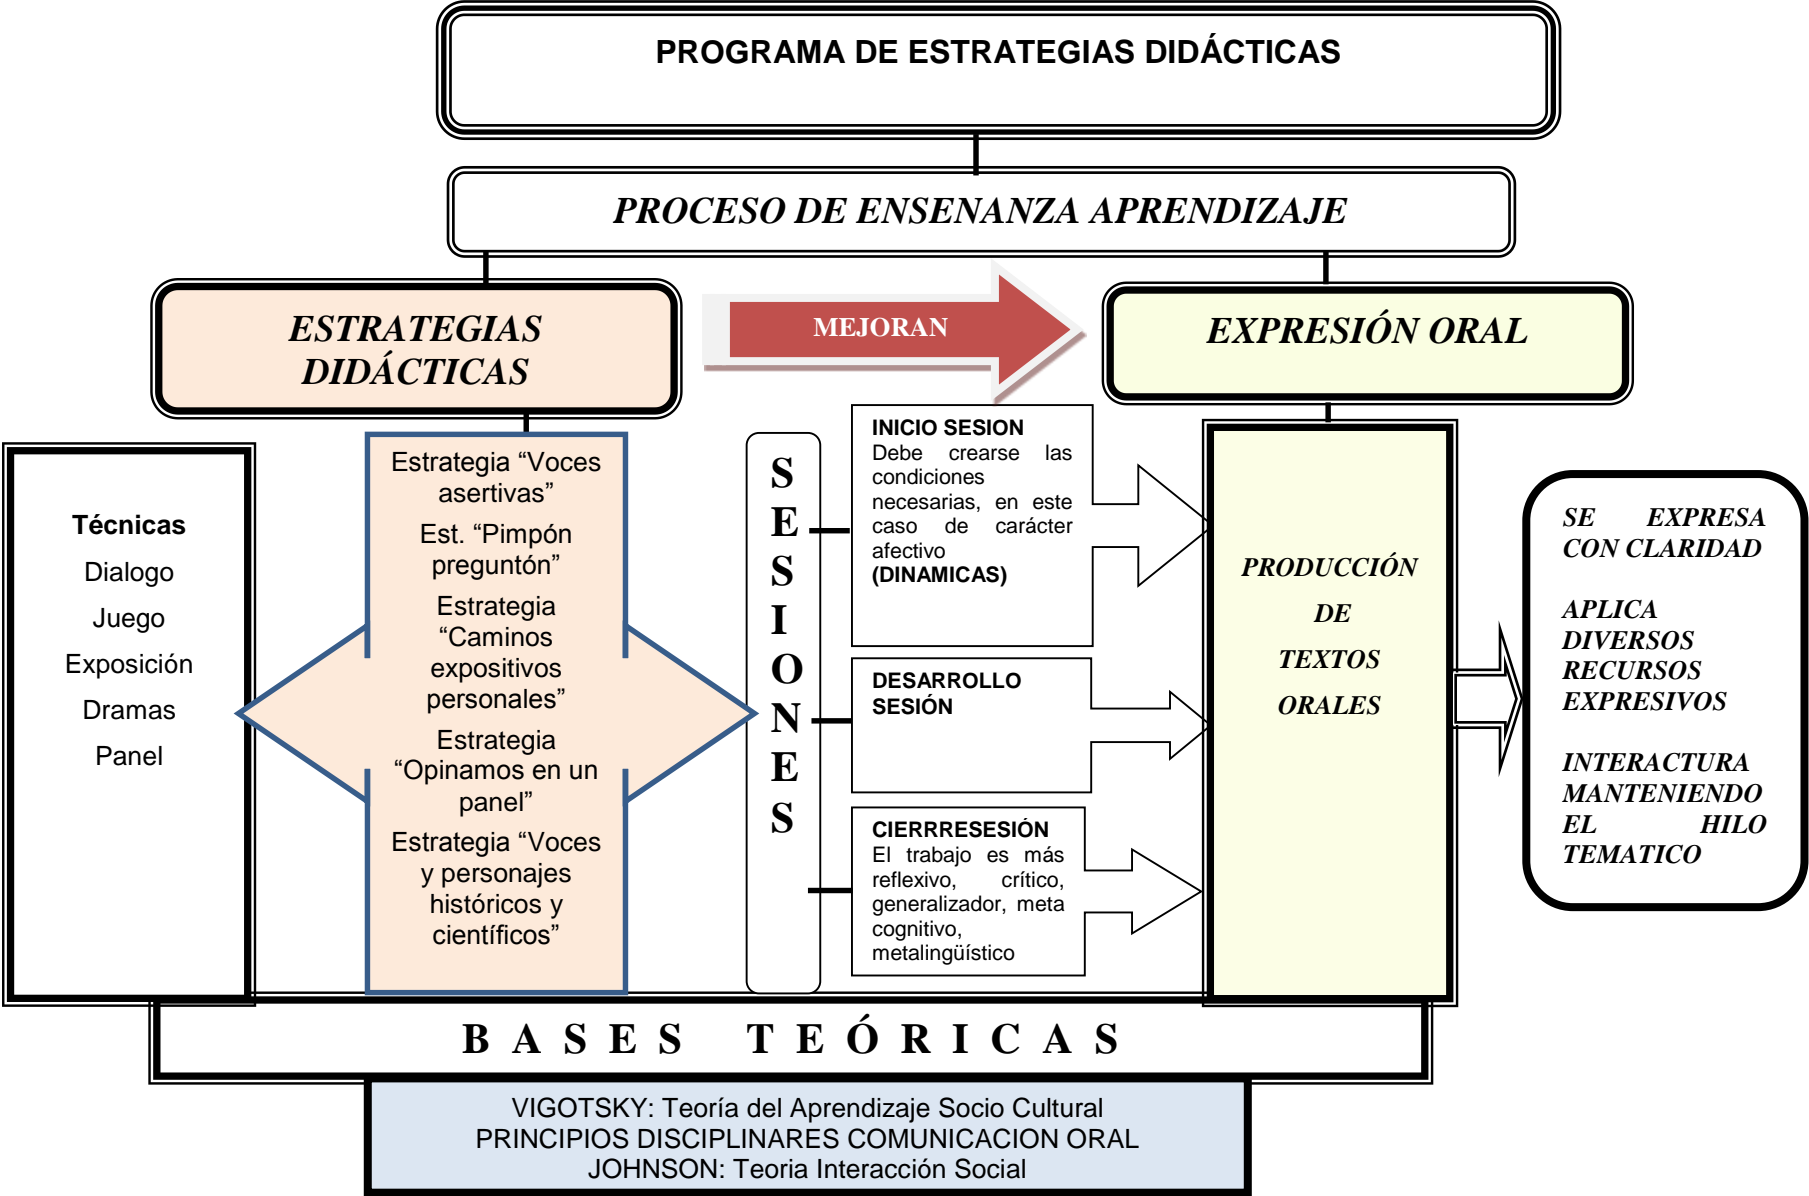 PROGRAMA DE ESTRATEGIAS DIDÁCTICAS
PROCESO DE ENSENANZA APRENDIZAJE
ESTRATEGIAS
DIDÁCTICAS
MEJORAN
EXPRESIÓN ORAL
Técnicas
Dialogo
Juego
Exposición
Dramas
Panel
Estrategia “Voces
asertivas”
Est. “Pimpón
preguntón”
Estrategia
“Caminos
expositivos
personales”
Estrategia
“Opinamos en un
panel”
Estrategia “Voces
y personajes
históricos y
científicos”
S
E
S
I
O
N
E
S
INICIO SESION
Debe crearse las
condiciones
necesarias, en este
caso de carácter
afectivo
(DINAMICAS)
DESARROLLO
SESIÓN
CIERRRESESIÓN
El trabajo es más
reflexivo, crítico,
generalizador, meta
cognitivo,
metalingüístico
PRODUCCIÓN
DE
TEXTOS
ORALES
SE EXPRESA
CON CLARIDAD
APLICA
DIVERSOS
RECURSOS
EXPRESIVOS
INTERACTURA
MANTENIENDO
EL HILO
TEMATICO
B A S E S T E Ó R I C A S
VIGOTSKY: Teoría del Aprendizaje Socio Cultural
PRINCIPIOS DISCIPLINARES COMUNICACION ORAL
JOHNSON: Teoria Interacción Social